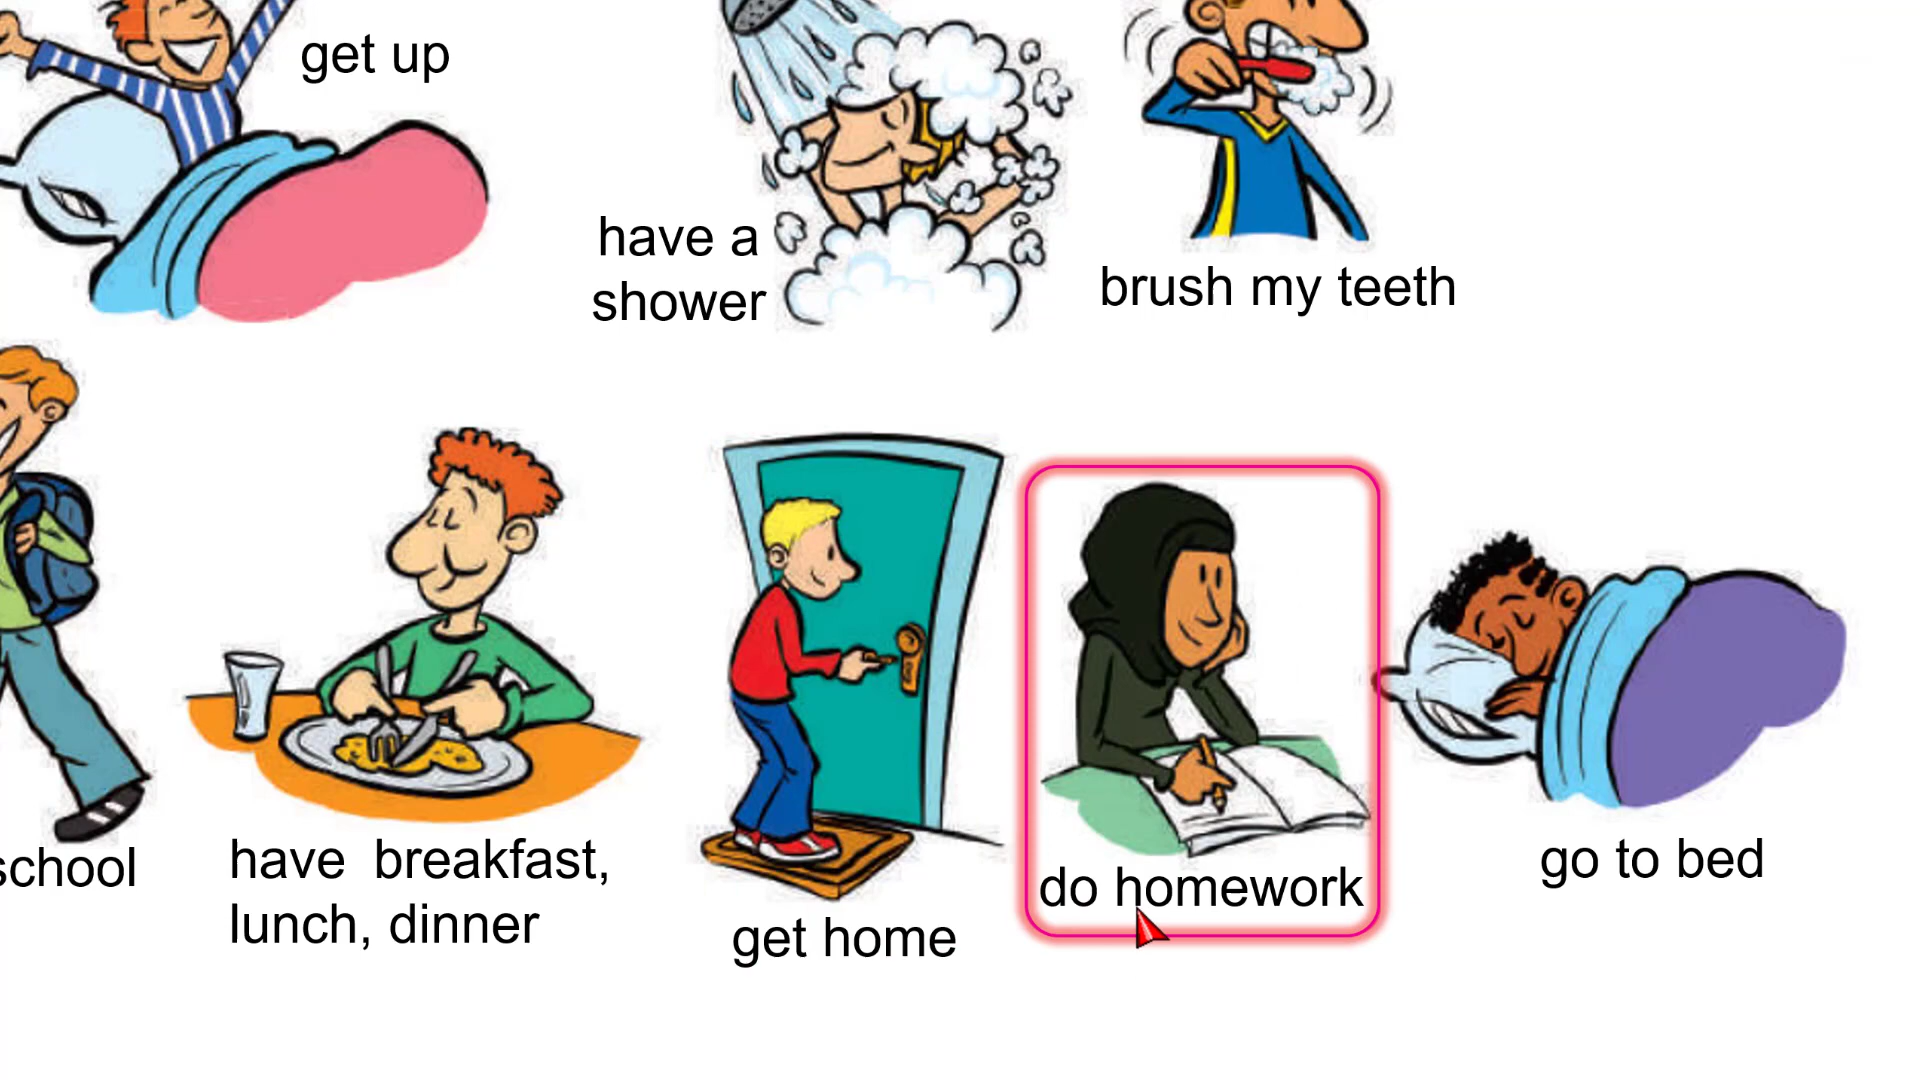 get up
have a
shower
brush my teeth
school
have breakfast,
lunch, dinner
get home
do homework
go to bed